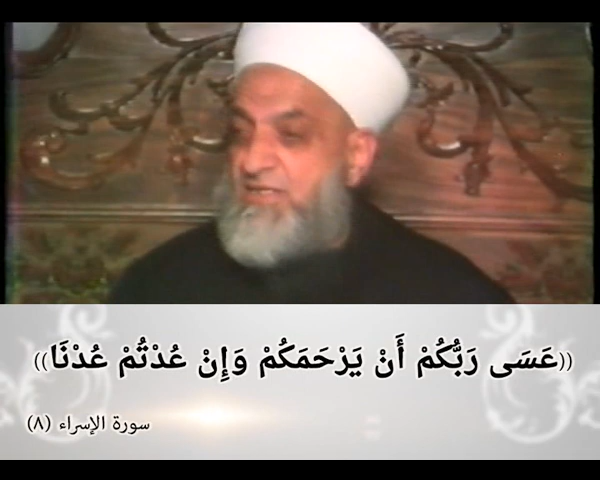 ((عَسَى رَبُّكُمْ أَنْ يَرْحَمَكُمْ وَإِنْ عُدْتُمْ عُدْنَا))
سورة الإسراء (٨)